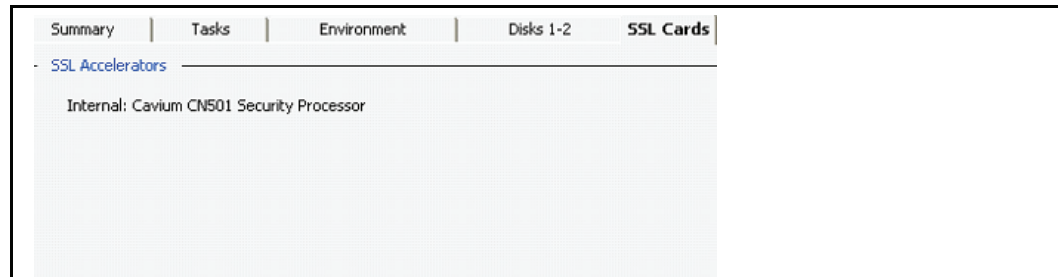 Summary Tasks Environment Disks 1-2 SSL Cards
SSL Accelerators
Internal: Cavium CN501 Security Processor